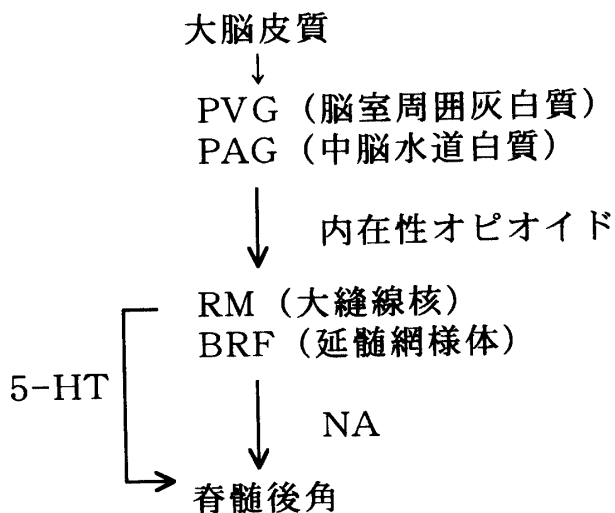 大脳皮質
PVG（脳室周囲灰白質）
PAG（中脳水道白質）
内在性オピオイド
RM（大縫線核）
BRF（延髄網様体）
5-HT
NA
脊髄後角